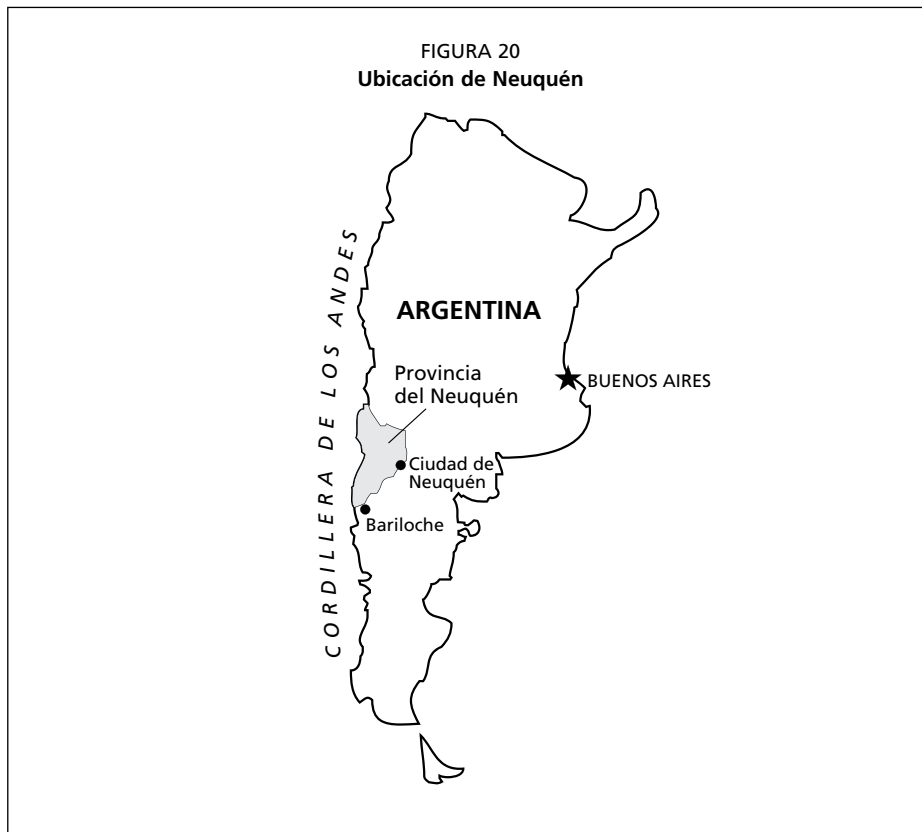 FIGURA 20
Ubicación de Neuquén
CORDILLERA DE LOS ANDES
ARGENTINA
BUENOS AIRES
Provincia
del Neuquén
Ciudad de
Neuquén
Bariloche